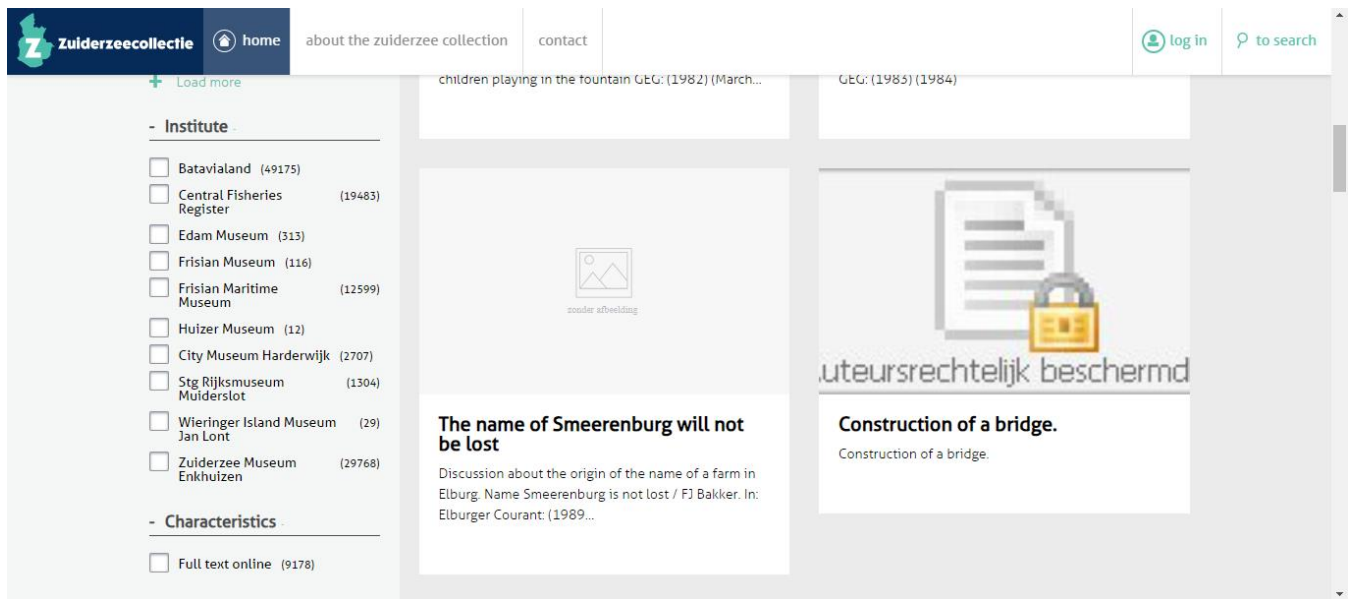 Z Zuiderzeecollectie home about the zuiderzee collection contact log in to search
+ Load more
- Institute
Batavialand (49175)
Central Fisheries (19483)
Register
Edam Museum (313)
Frisian Museum (116)
Frisian Maritime (12599)
Museum
Huizer Museum (12)
City Museum Harderwijk (2707)
Stg Rijksmuseum (1304)
Muiderslot
Wieringer Island Museum (29)
Jan Lont
Zuiderzee Museum (29768)
Enkhuizen
- Characteristics
Full text online (9178)
children playing in the fountain GEG: (1982) (March...
GEG: (1983) (1984)
zonder afbeelding
The name of Smeerenburg will not
be lost
Discussion about the origin of the name of a farm in
Elburg. Name Smeerenburg is not lost / FJ Bakker. In:
Elburger Courant: (1989...
uteursrechtelijk beschermd
Construction of a bridge.
Construction of a bridge.